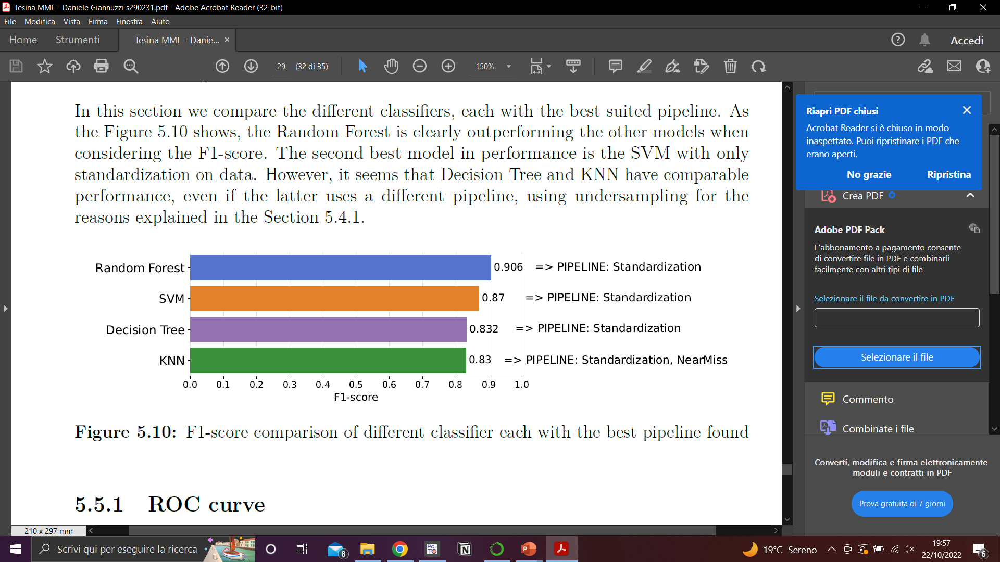 Tesina MML - Daniele Giannuzzi s290231.pdf - Adobe Acrobat Reader (32-bit)
File Modifica Vista Firma Finestra Aiuto
Home Strumenti Tesina MML - Danie... × Accedi
29 (32 di 35) 150%
In this section we compare the different classifiers, each with the best suited pipeline. As
the Figure 5.10 shows, the Random Forest is clearly outperforming the other models when
considering the F1-score. The second best model in performance is the SVM with only
standardization on data. However, it seems that Decision Tree and KNN have comparable
performance, even if the latter uses a different pipeline, using undersampling for the
reasons explained in the Section 5.4.1.
Random Forest 0.906 => PIPELINE: Standardization
SVM 0.87 => PIPELINE: Standardization
Decision Tree 0.832 => PIPELINE: Standardization
KNN 0.83 => PIPELINE: Standardization, NearMiss
0.0 0.1 0.2 0.3 0.4 0.5 0.6 0.7 0.8 0.9 1.0
F1-score
Figure 5.10: F1-score comparison of different classifier each with the best pipeline found
5.5.1 ROC curve
210 x 297 mm
Riapri PDF chiusi
Acrobat Reader si è chiuso in modo
inaspettato. Puoi ripristinare i PDF che
erano aperti.
No grazie Ripristina
Crea PDF
Adobe PDF Pack
L'abbonamento a pagamento consente
di convertire file in PDF e combinarli
facilmente con altri tipi di file
Selezionare il file da convertire in PDF
Selezionare il file
Commento
Combinate i file
Converti, modifica e firma elettronicamente
moduli e contratti in PDF
Prova gratuita di 7 giorni
Scrivi qui per eseguire la ricerca
8
Poli
TO
19°C Sereno
19:57
22/10/2022
6